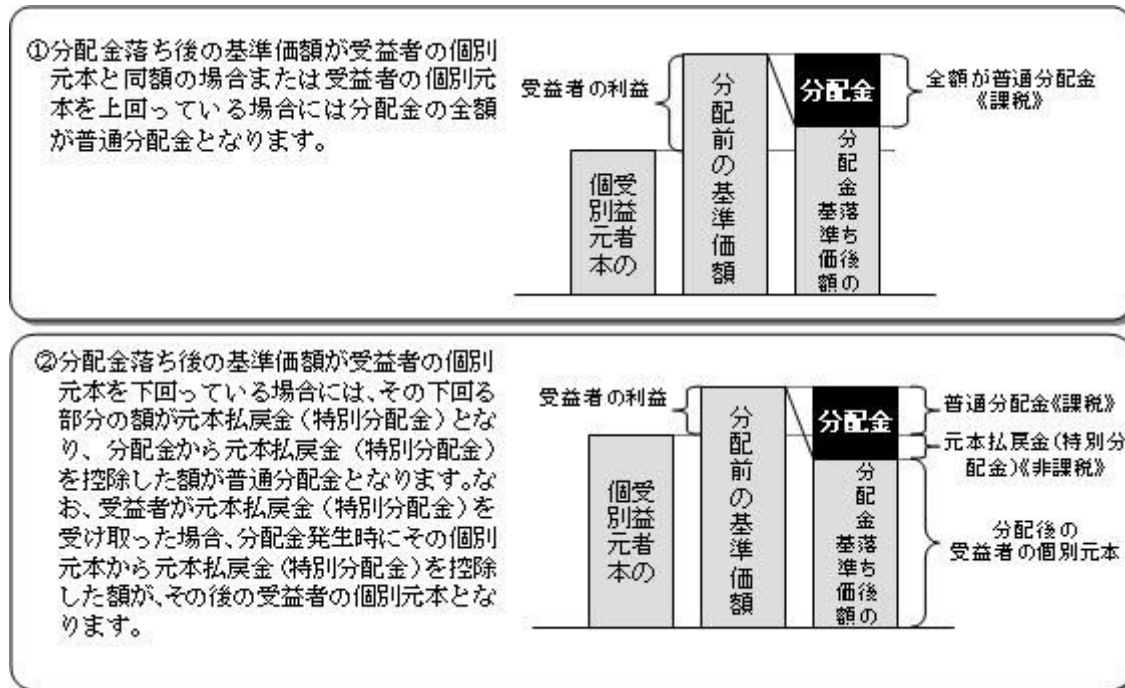 ①分配金落ち後の基準価額が受益者の個別
元本と同額の場合または受益者の個別元
本を上回っている場合には分配金の全額
が普通分配金となります。
受益者の利益
受益者の
個別元本
分配前の基準価額
分配金
分配金落ち後の
基準価額
全額が普通分配金
《課税》
②分配金落ち後の基準価額が受益者の個別
元本を下回っている場合には、その下回る
部分の額が元本払戻金（特別分配金）とな
り、分配金から元本払戻金（特別分配金）
を控除した額が普通分配金となります。な
お、受益者が元本払戻金（特別分配金）を
受け取った場合、分配金発生時にその個別
元本から元本払戻金（特別分配金）を控除
した額が、その後の受益者の個別元本とな
ります。
受益者の利益
受益者の
個別元本
分配前の基準価額
分配金
分配金落ち後の
基準価額
普通分配金《課税》
元本払戻金（特別分
配金）《非課税》
分配後の
受益者の個別元本